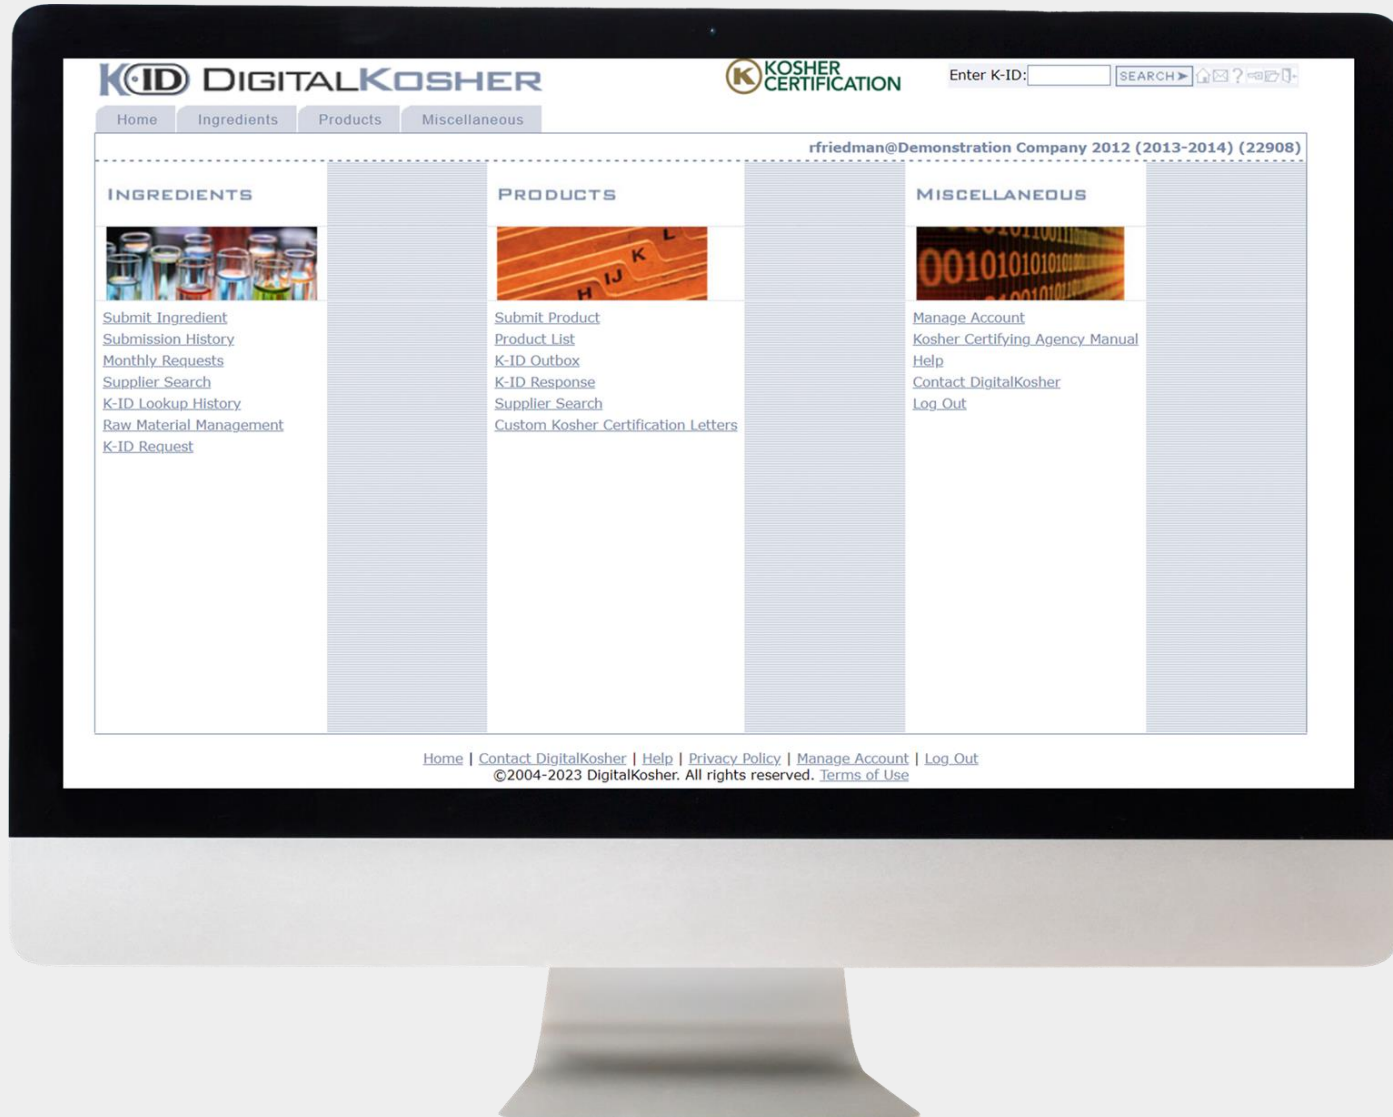 K·ID DIGITALKOSHER
K KOSHER CERTIFICATION
Enter K-ID: SEARCH ?
Home Ingredients Products Miscellaneous
rfriedman@Demonstration Company 2012 (2013-2014) (22908)
INGREDIENTS
Submit Ingredient
Submission History
Monthly Requests
Supplier Search
K-ID Lookup History
Raw Material Management
K-ID Request
PRODUCTS
H IJ K L
Submit Product
Product List
K-ID Outbox
K-ID Response
Supplier Search
Custom Kosher Certification Letters
MISCELLANEOUS
Manage Account
Kosher Certifying Agency Manual
Help
Contact DigitalKosher
Log Out
Home | Contact DigitalKosher | Help | Privacy Policy | Manage Account | Log Out
©2004-2023 DigitalKosher. All rights reserved. Terms of Use